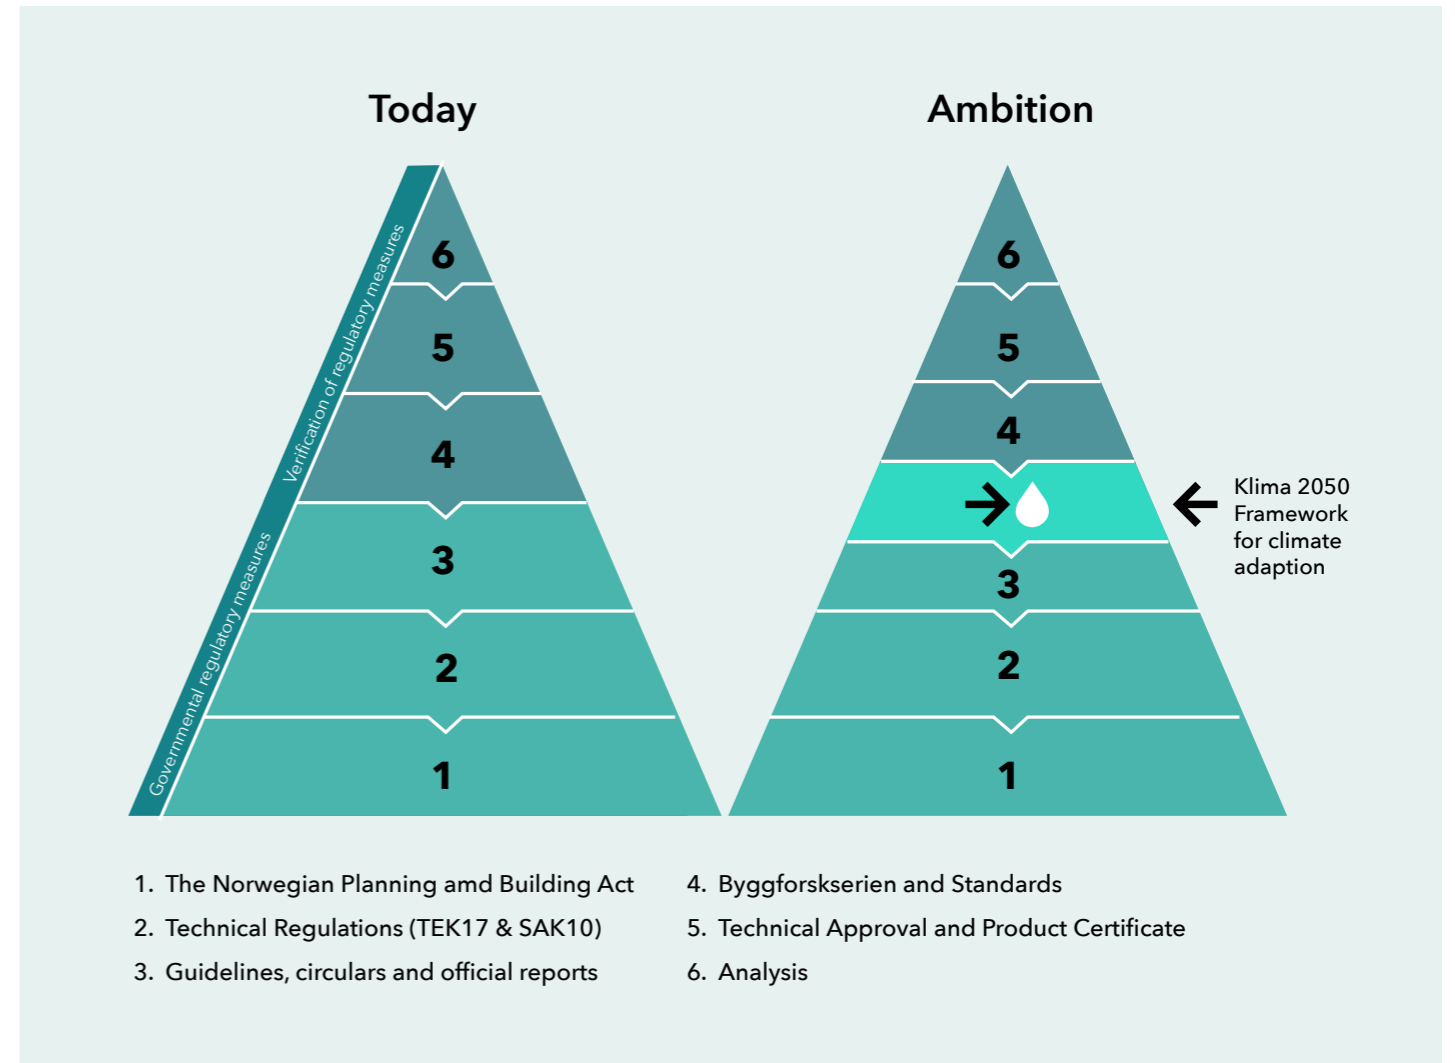 Today
Ambition
Verification of regulatory measures
Governmental regulatory measures
6
5
4
3
2
1
6
5
4
3
2
1
Klima 2050
Framework
for climate
adaption
1. The Norwegian Planning amd Building Act
2. Technical Regulations (TEK17 & SAK10)
3. Guidelines, circulars and official reports
4. Byggforskserien and Standards
5. Technical Approval and Product Certificate
6. Analysis